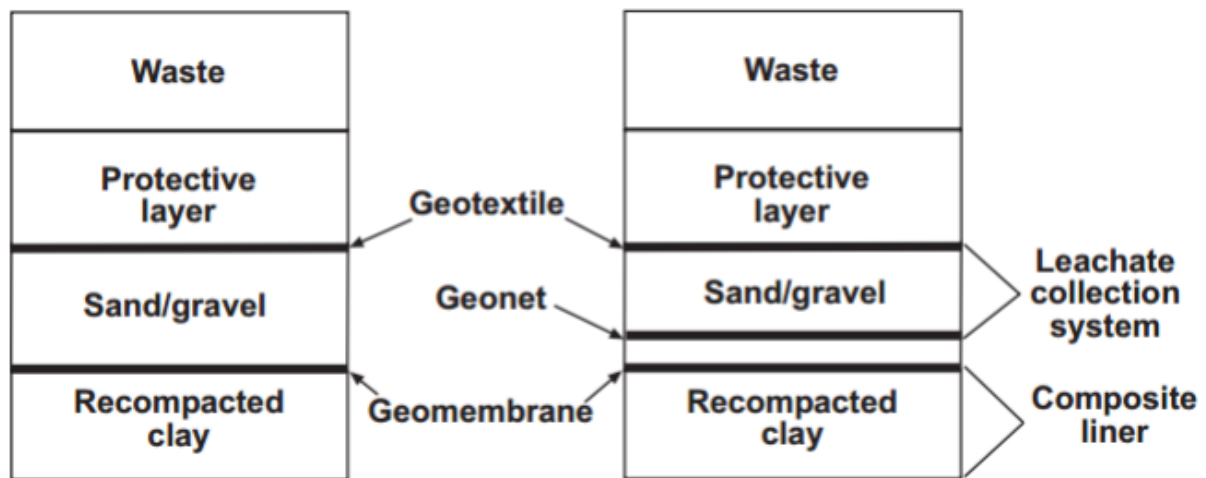 Waste
Protective
layer
Sand/gravel
Recompacted
clay
Geotextile
Geonet
Geomembrane
Waste
Protective
layer
Sand/gravel
Recompacted
clay
Leachate
collection
system
Composite
liner